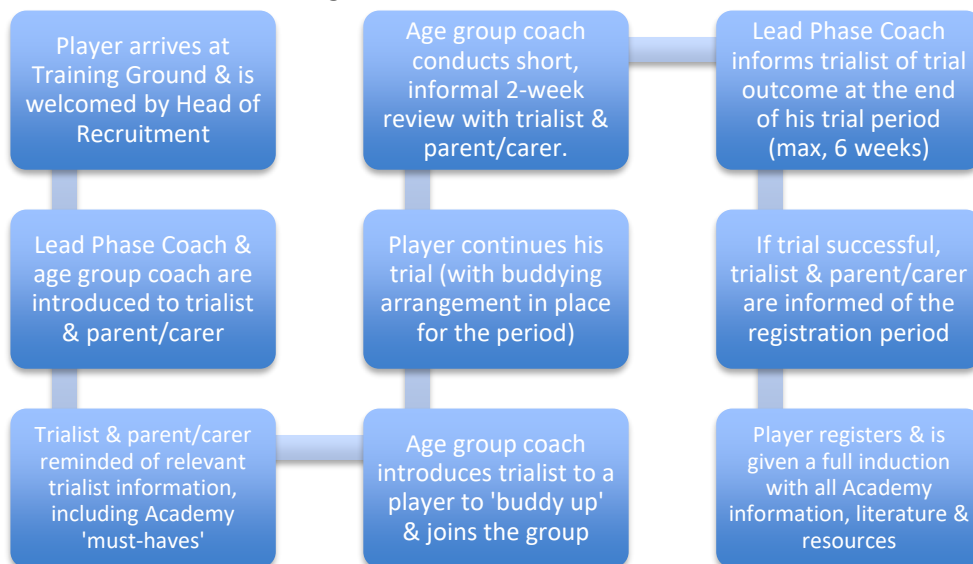 Player arrives at
Training Ground & is
welcomed by Head of
Recruitment
Lead Phase Coach &
age group coach are
introduced to trialist
& parent/carer
Trialist & parent/carer
reminded of relevant
trialist information,
including Academy
'must-haves'
Age group coach
introduces trialist to a
player to 'buddy up'
& joins the group
Player continues his
trial (with buddying
arrangement in place
for the period)
Age group coach
conducts short,
informal 2-week
review with trialist &
parent/carer.
Lead Phase Coach
informs trialist of trial
outcome at the end
of his trial period
(max, 6 weeks)
If trial successful,
trialist & parent/carer
are informed of the
registration period
Player registers & is
given a full induction
with all Academy
information, literature &
resources